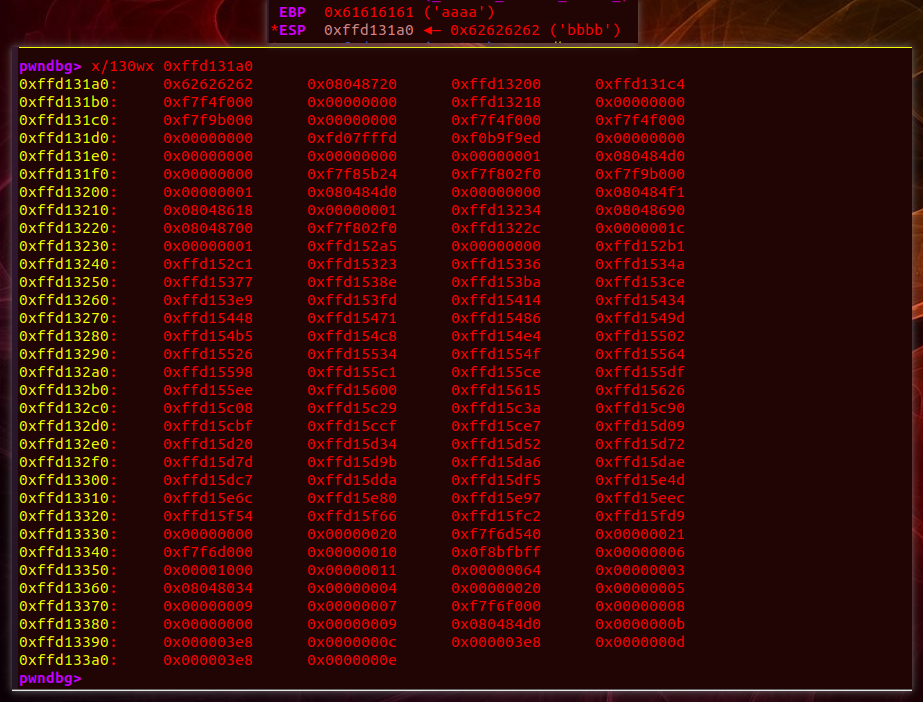 EBP 0x61616161 ('aaaa')
*ESP 0xffd131a0 ◂— 0x62626262 ('bbbb')
pwndbg> x/130wx 0xffd131a0
0xffd131a0: 0x62626262 0x08048720 0xffd13200 0xffd131c4
0xffd131b0: 0xf7f4f000 0x00000000 0xffd13218 0x00000000
0xffd131c0: 0xf7f9b000 0x00000000 0xf7f4f000 0xf7f4f000
0xffd131d0: 0x00000000 0xfd07fffd 0xf0b9f9ed 0x00000000
0xffd131e0: 0x00000000 0x00000000 0x00000001 0x080484d0
0xffd131f0: 0x00000000 0xf7f85b24 0xf7f802f0 0xf7f9b000
0xffd13200: 0x00000001 0x080484d0 0x00000000 0x080484f1
0xffd13210: 0x08048618 0x00000001 0xffd13234 0x08048690
0xffd13220: 0x08048700 0xf7f802f0 0xffd1322c 0x0000001c
0xffd13230: 0x00000001 0xffd152a5 0x00000000 0xffd152b1
0xffd13240: 0xffd152c1 0xffd15323 0xffd15336 0xffd1534a
0xffd13250: 0xffd15377 0xffd1538e 0xffd153ba 0xffd153ce
0xffd13260: 0xffd153e9 0xffd153fd 0xffd15414 0xffd15434
0xffd13270: 0xffd15448 0xffd15471 0xffd15486 0xffd1549d
0xffd13280: 0xffd154b5 0xffd154c8 0xffd154e4 0xffd15502
0xffd13290: 0xffd15526 0xffd15534 0xffd1554f 0xffd15564
0xffd132a0: 0xffd15598 0xffd155c1 0xffd155ce 0xffd155df
0xffd132b0: 0xffd155ee 0xffd15600 0xffd15615 0xffd15626
0xffd132c0: 0xffd15c08 0xffd15c29 0xffd15c3a 0xffd15c90
0xffd132d0: 0xffd15cbf 0xffd15ccf 0xffd15ce7 0xffd15d09
0xffd132e0: 0xffd15d20 0xffd15d34 0xffd15d52 0xffd15d72
0xffd132f0: 0xffd15d7d 0xffd15d9b 0xffd15da6 0xffd15dae
0xffd13300: 0xffd15dc7 0xffd15dda 0xffd15df5 0xffd15e4d
0xffd13310: 0xffd15e6c 0xffd15e80 0xffd15e97 0xffd15eec
0xffd13320: 0xffd15f54 0xffd15f66 0xffd15fc2 0xffd15fd9
0xffd13330: 0x00000000 0x00000020 0xf7f6d540 0x00000021
0xffd13340: 0xf7f6d000 0x00000010 0x0f8bfbff 0x00000006
0xffd13350: 0x00001000 0x00000011 0x00000064 0x00000003
0xffd13360: 0x08048034 0x00000004 0x00000020 0x00000005
0xffd13370: 0x00000009 0x00000007 0xf7f6f000 0x00000008
0xffd13380: 0x00000000 0x00000009 0x080484d0 0x0000000b
0xffd13390: 0x000003e8 0x0000000c 0x000003e8 0x0000000d
0xffd133a0: 0x000003e8 0x0000000e
pwndbg>